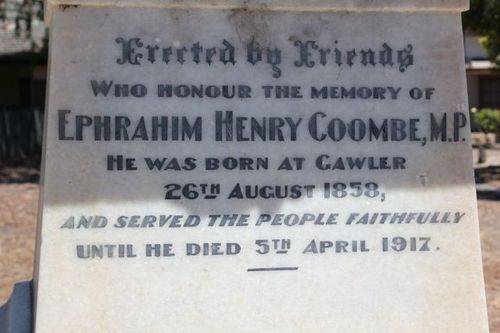 Erected by Friends
WHO HONOUR THE MEMORY OF
EPHRAHIM HENRY COOMBE, M.P.
HE WAS BORN AT GAWLER
26TH AUGUST 1858,
AND SERVED THE PEOPLE FAITHFULLY
UNTIL HE DIED 5TH APRIL 1917.